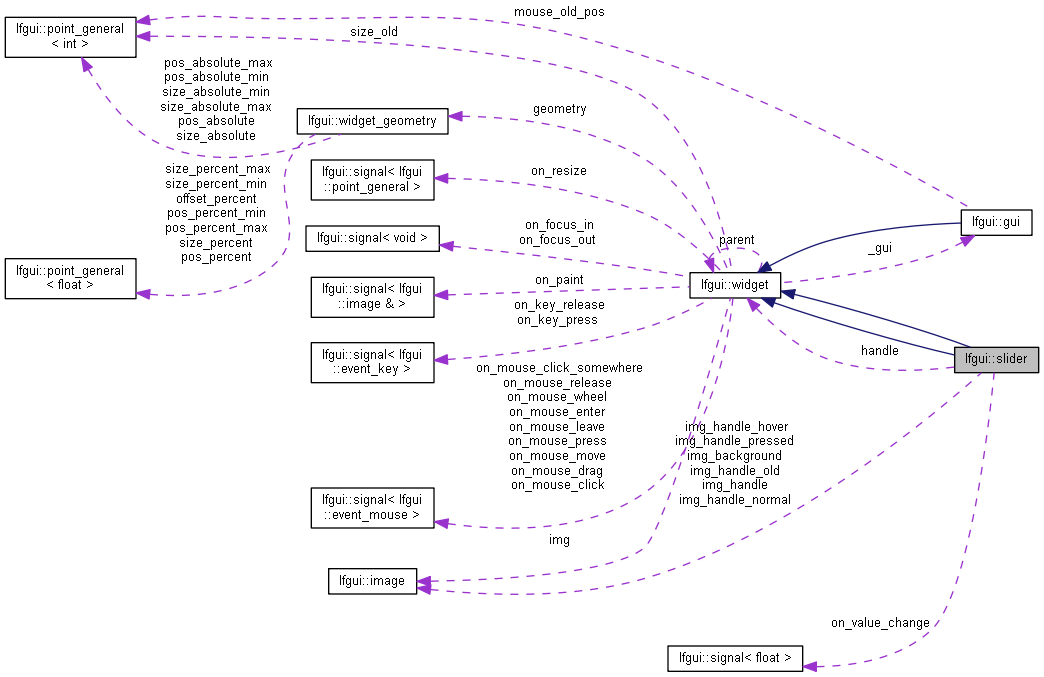 mouse_old_pos
lfgui::point_general
< int >
size_old
pos_absolute_max
pos_absolute_min
size_absolute_min
size_absolute_max
pos_absolute
size_absolute
lfgui::widget_geometry
geometry
size_percent_max
size_percent_min
offset_percent
pos_percent_min
pos_percent_max
size_percent
pos_percent
lfgui::signal< lfgui
::point_general >
on_resize
lfgui::gui
lfgui::signal< void >
on_focus_in
on_focus_out
parent
_gui
lfgui::point_general
< float >
lfgui::signal< lfgui
::image & >
on_paint
lfgui::widget
on_key_release
on_key_press
lfgui::signal< lfgui
::event_key >
handle
lfgui::slider
on_mouse_click_somewhere
on_mouse_release
on_mouse_wheel
on_mouse_enter
on_mouse_leave
on_mouse_press
on_mouse_move
on_mouse_drag
on_mouse_click
img_handle_hover
img_handle_pressed
img_background
img_handle_old
img_handle
img_handle_normal
lfgui::signal< lfgui
::event_mouse >
img
lfgui::image
on_value_change
lfgui::signal< float >